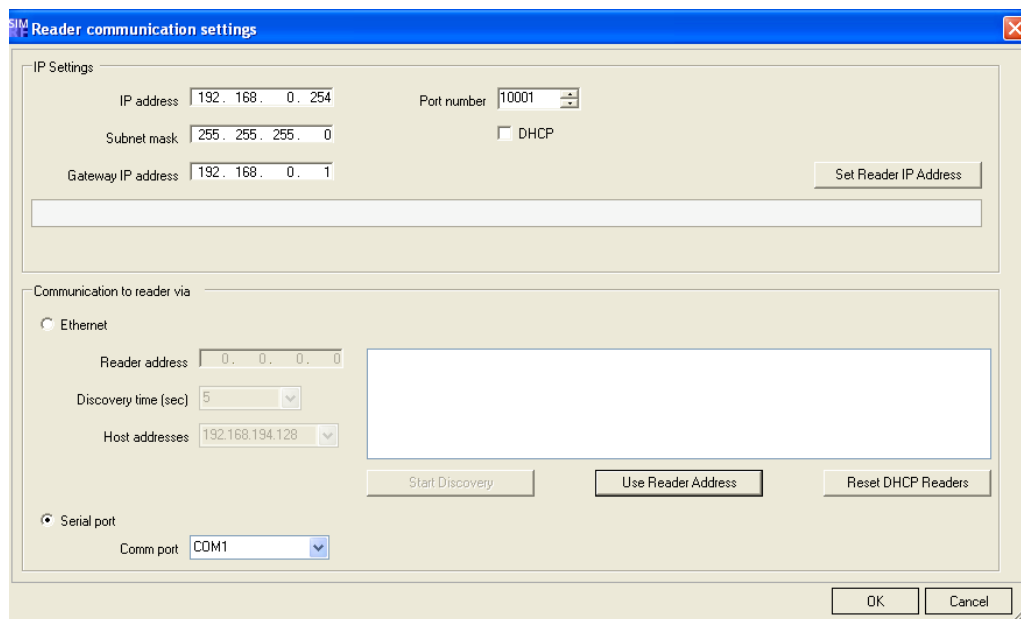 SIM
Reader communication settings
IP Settings
IP address 192. 168. 0. 254 Port number 10001
Subnet mask 255. 255. 255. 0 DHCP
Gateway IP address 192. 168. 0. 1 Set Reader IP Address
Communication to reader via
Ethernet
Reader address 0. 0. 0. 0
Discovery time (sec) 5
Host addresses 192.168.194.128
Start Discovery Use Reader Address Reset DHCP Readers
Serial port
Comm port COM1
OK Cancel